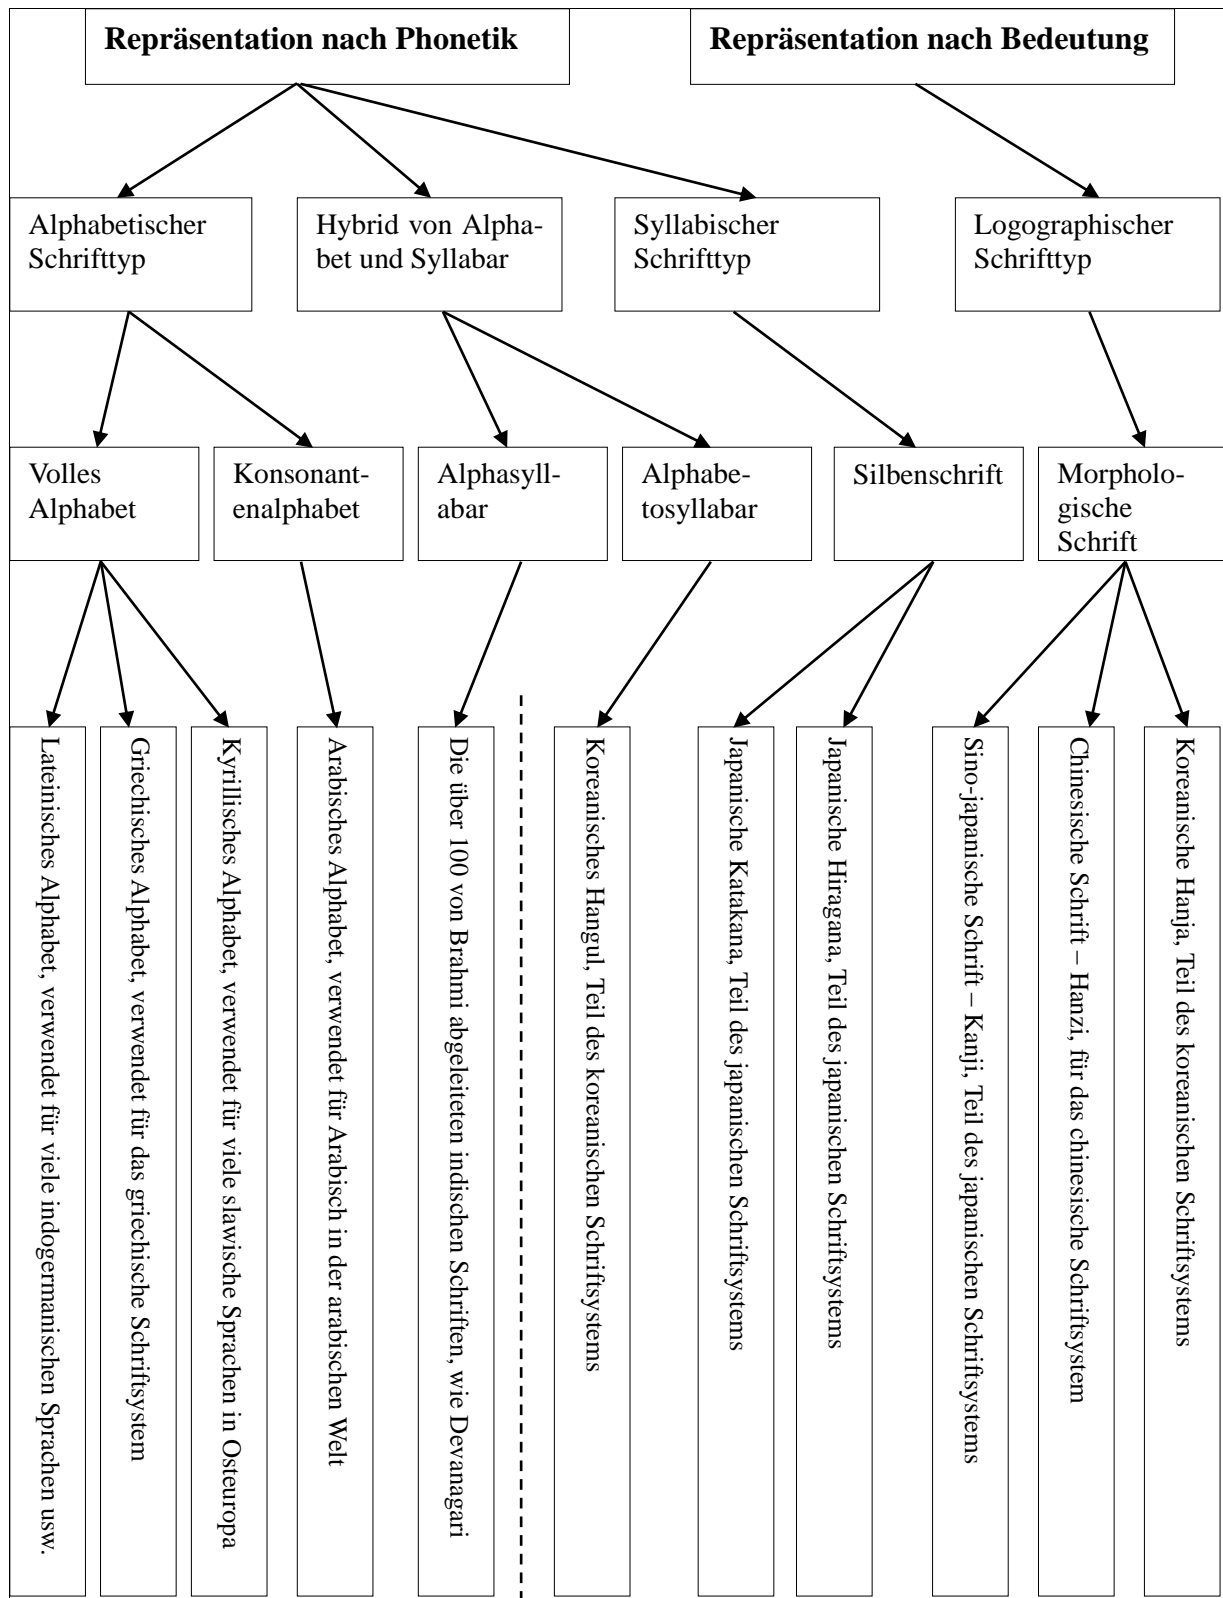 Repräsentation nach Phonetik
Repräsentation nach Bedeutung
Alphabetischer
Schrifttyp
Hybrid von Alpha-
bet und Syllabar
Syllabischer
Schrifttyp
Logographischer
Schrifttyp
Volles
Alphabet
Konsonant-
enalphabet
Alphasyll-
abar
Alphabe-
tosyllabar
Silbenschrift
Morpholo-
gische
Schrift
Lateinisches Alphabet, verwendet für viele indogermanischen Sprachen usw.
Griechisches Alphabet, verwendet für das griechische Schriftsystem
Kyrillisches Alphabet, verwendet für viele slawische Sprachen in Osteuropa
Arabisches Alphabet, verwendet für Arabisch in der arabischen Welt
Die über 100 von Brahmi abgeleiteten indischen Schriften, wie Devanagari
Koreanisches Hangul, Teil des koreanischen Schriftsystems
Japanische Katakana, Teil des japanischen Schriftsystems
Japanische Hiragana, Teil des japanischen Schriftsystems
Sino-japanische Schrift – Kanji, Teil des japanischen Schriftsystems
Chinesische Schrift – Hanzi, für das chinesische Schriftsystem
Koreanische Hanja, Teil des koreanischen Schriftsystems